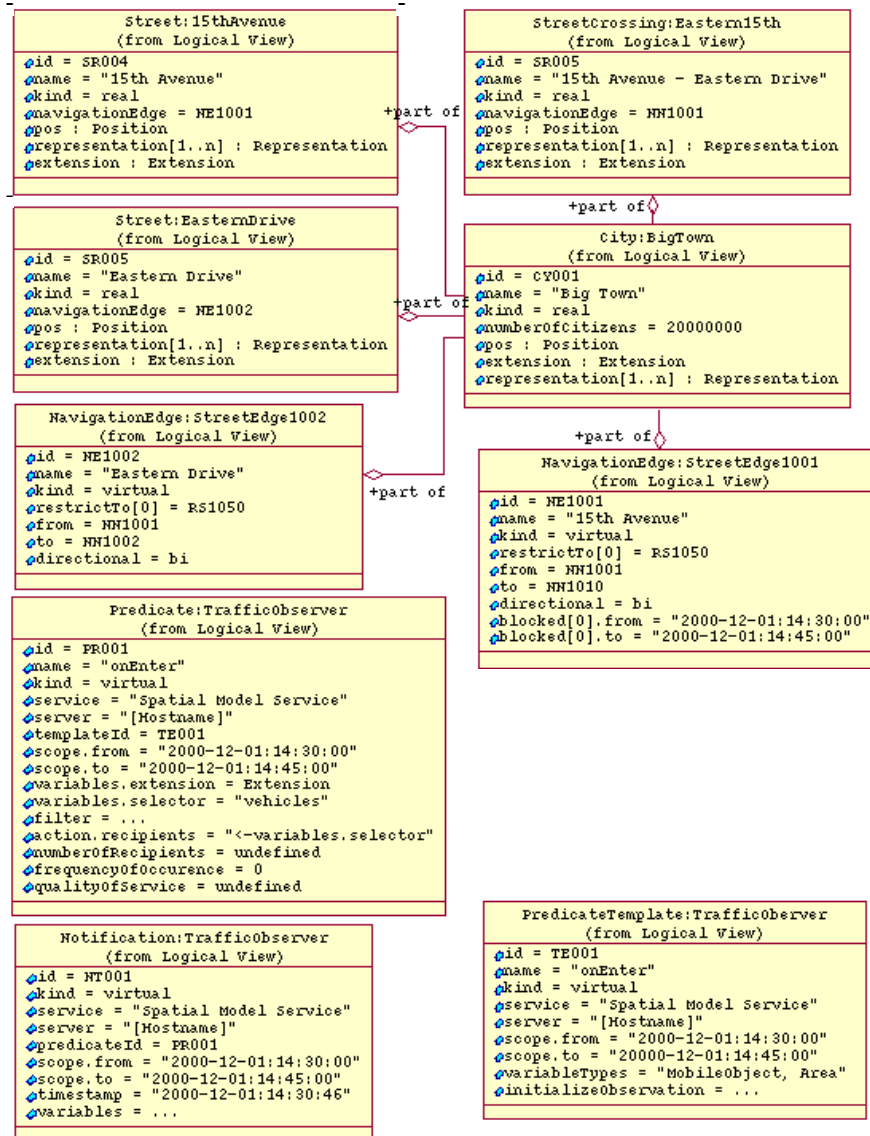 Street:15thAvenue
(from Logical View)
id = SR004
name = "15th Avenue"
kind = real
navigationEdge = NE1001
pos : Position
representation[1..n] : Representation
extension : Extension
+part of
StreetCrossing:Eastern15th
(from Logical View)
id = SR005
name = "15th Avenue - Eastern Drive"
kind = real
navigationEdge = NN1001
pos : Position
representation[1..n] : Representation
extension : Extension
+part of
Street:EasternDrive
(from Logical View)
id = SR005
name = "Eastern Drive"
kind = real
navigationEdge = NE1002
pos : Position
representation[1..n] : Representation
extension : Extension
+part of
City:BigTown
(from Logical View)
id = CY001
name = "Big Town"
kind = real
numberOfCitizens = 20000000
pos : Position
extension : Extension
representation[1..n] : Representation
+part of
NavigationEdge:StreetEdge1002
(from Logical View)
id = NE1002
name = "Eastern Drive"
kind = virtual
restrictTo[0] = RS1050
from = NN1001
to = NN1002
directional = bi
+part of
NavigationEdge:StreetEdge1001
(from Logical View)
id = NE1001
name = "15th Avenue"
kind = virtual
restrictTo[0] = RS1050
from = NN1001
to = NN1010
directional = bi
blocked[0].from = "2000-12-01:14:30:00"
blocked[0].to = "2000-12-01:14:45:00"
Predicate:TrafficObserver
(from Logical View)
id = PR001
name = "onEnter"
kind = virtual
service = "Spatial Model Service"
server = "[Hostname]"
templateId = TE001
scope.from = "2000-12-01:14:30:00"
scope.to = "2000-12-01:14:45:00"
variables.extension = Extension
variables.selector = "vehicles"
filter = ...
action.recipients = "<-variables.selector"
numberOfRecipients = undefined
frequencyOfOccurence = 0
qualityOfService = undefined
Notification:TrafficObserver
(from Logical View)
id = NT001
kind = virtual
service = "Spatial Model Service"
server = "[Hostname]"
predicateId = PR001
scope.from = "2000-12-01:14:30:00"
scope.to = "2000-12-01:14:45:00"
timestamp = "2000-12-01:14:30:46"
variables = ...
PredicateTemplate:TrafficOberver
(from Logical View)
id = TE001
name = "onEnter"
kind = virtual
service = "Spatial Model Service"
server = "[Hostname]"
scope.from = "2000-12-01:14:30:00"
scope.to = "20000-12-01:14:45:00"
variableTypes = "MobileObject, Area"
initializeObservation = ...